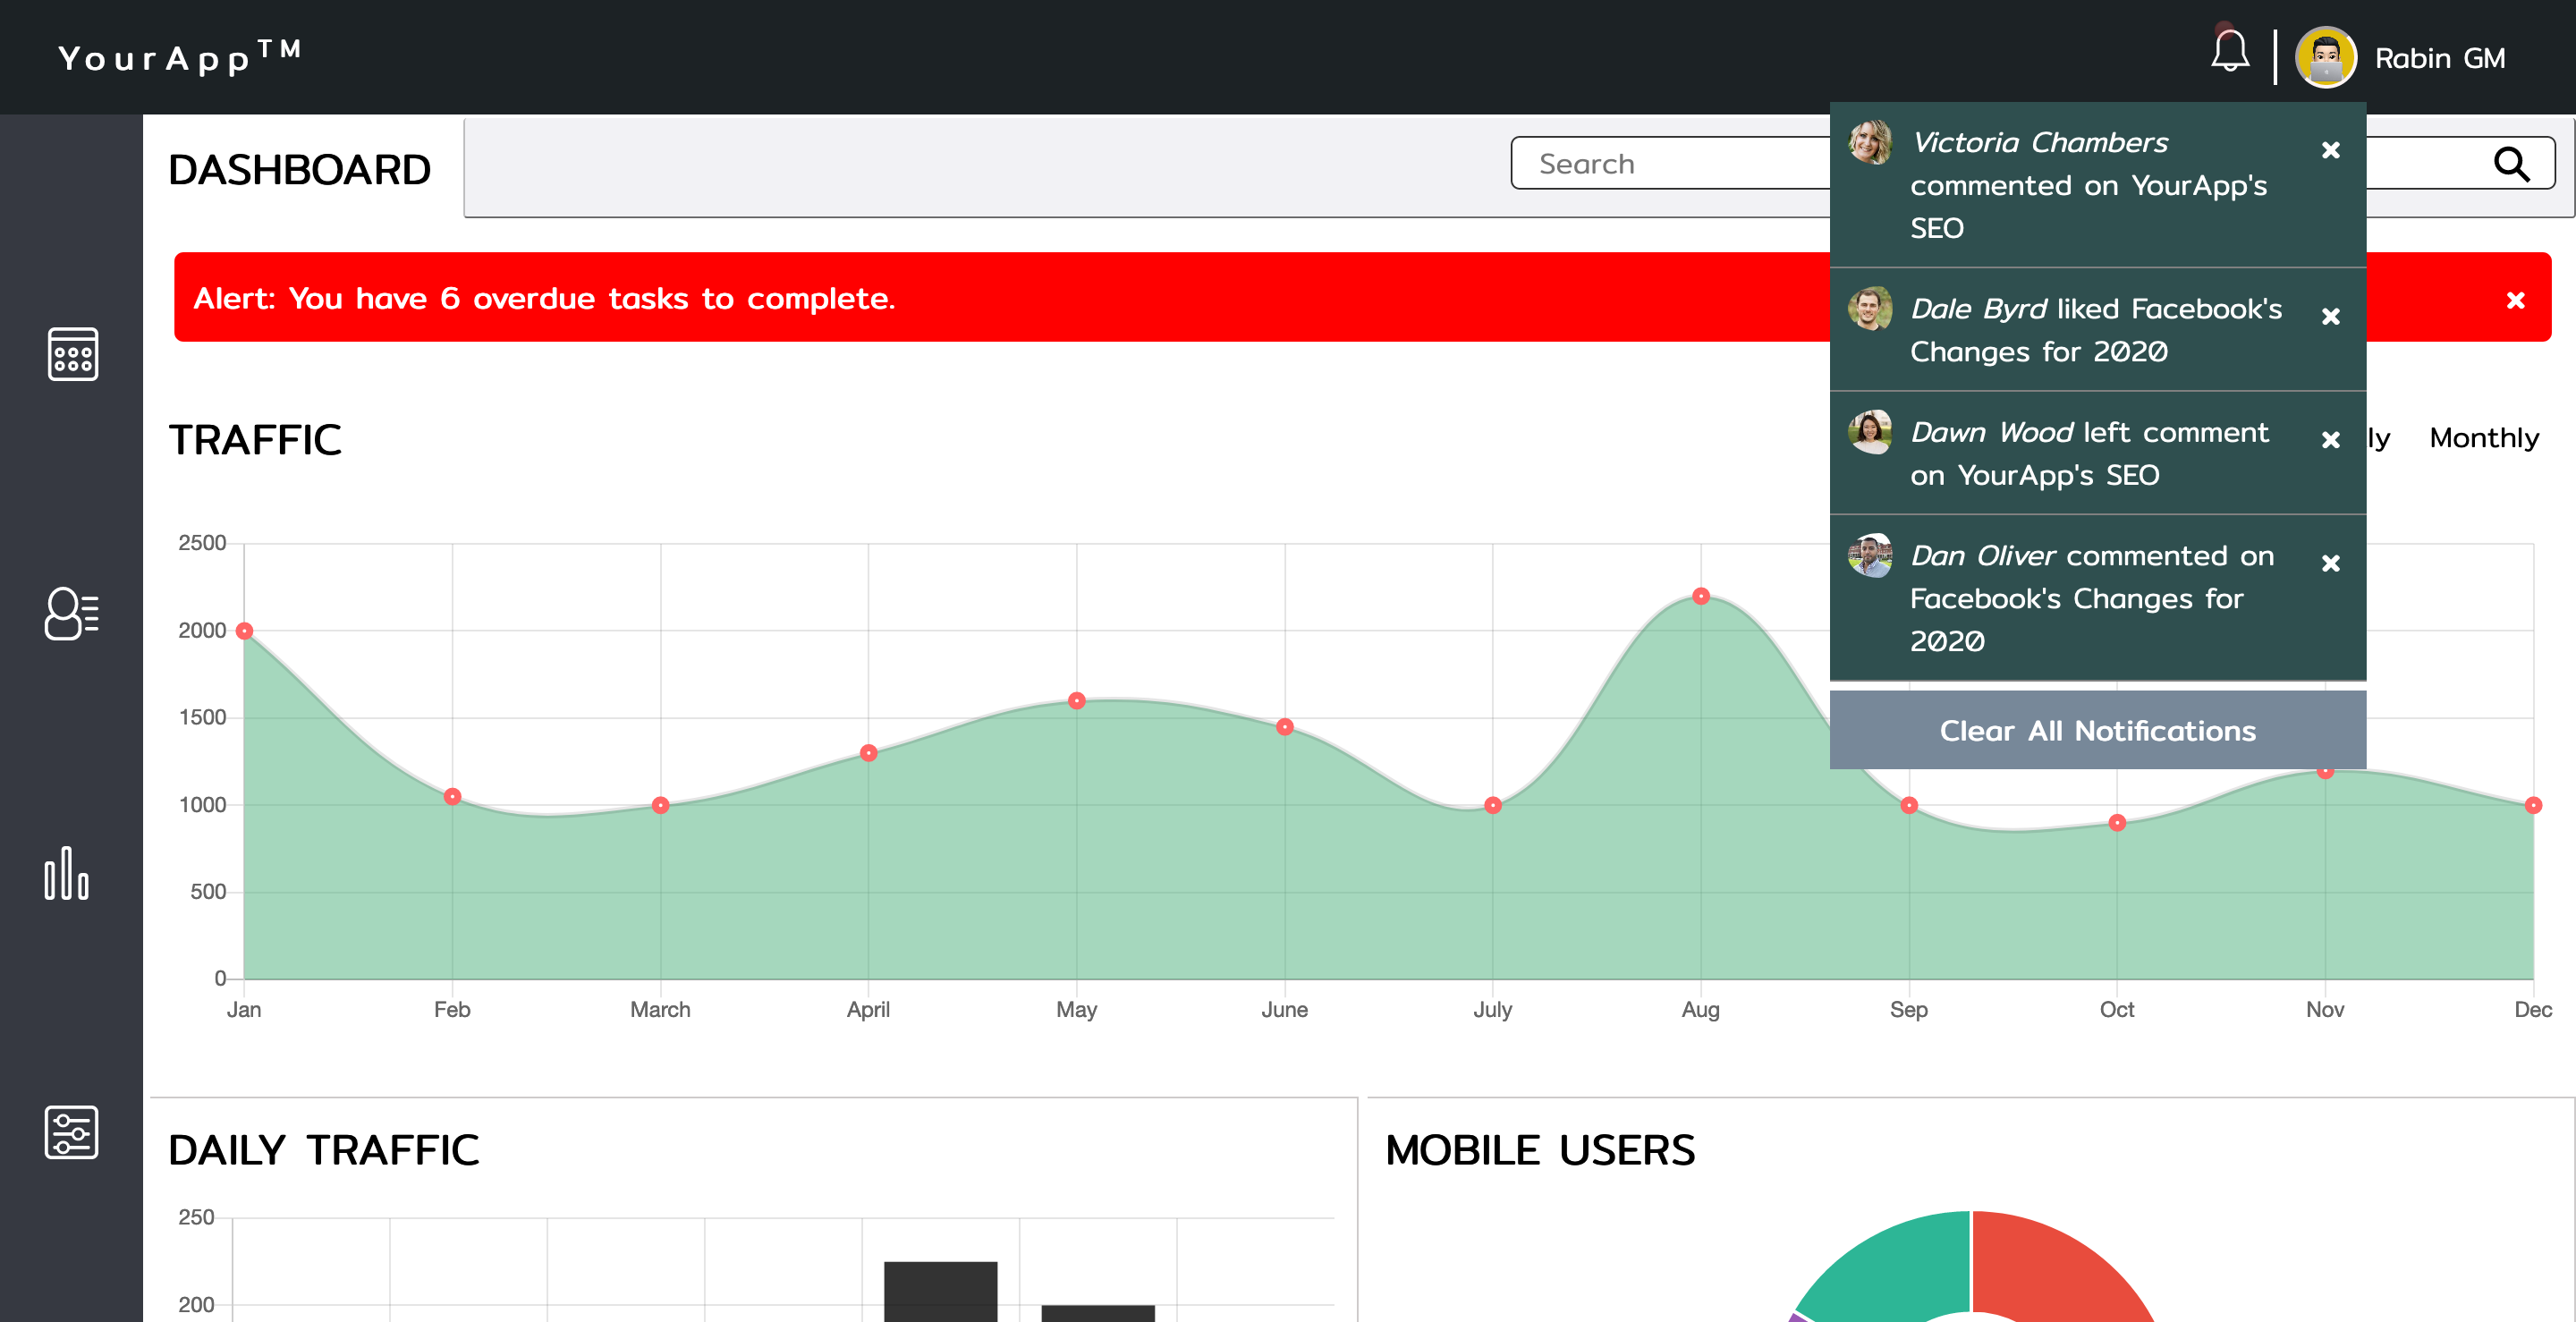 YourApp™
Rabin GM
DASHBOARD
Search
Victoria Chambers
commented on YourApp's
SEO
Alert: You have 6 overdue tasks to complete.
Dale Byrd liked Facebook's
Changes for 2020
TRAFFIC
Dawn Wood left comment
on YourApp's SEO
ly
Monthly
Dan Oliver commented on
Facebook's Changes for
2020
Clear All Notifications
2500
2000
1500
1000
500
0
Jan Feb March April May June July Aug Sep Oct Nov Dec
DAILY TRAFFIC
250
200
MOBILE USERS